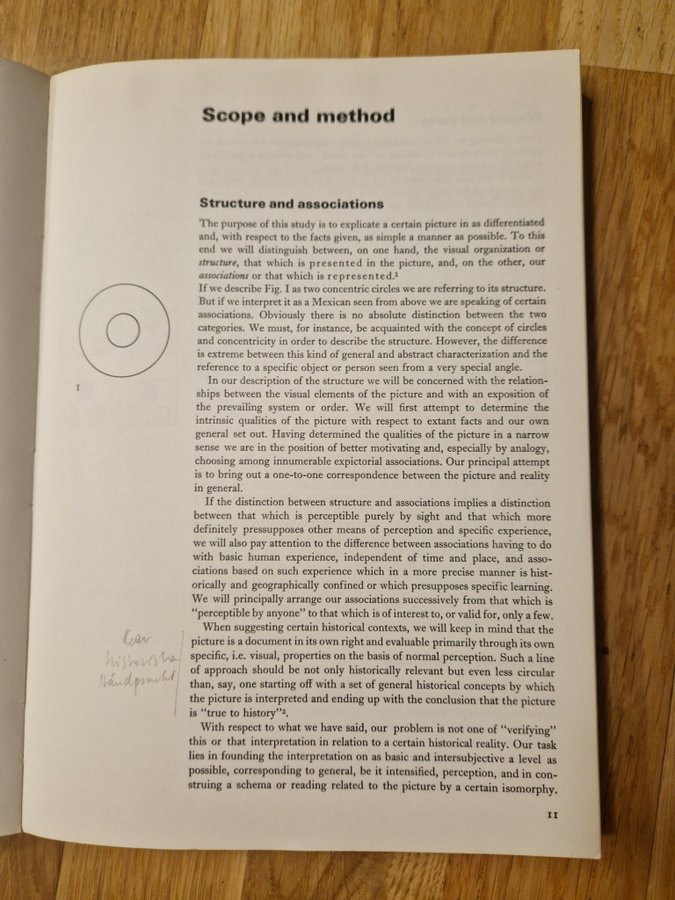 Scope and method
Structure and associations
The purpose of this study is to explicate a certain picture in as differentiated
and, with respect to the facts given, as simple a manner as possible. To this
end we will distinguish between, on one hand, the visual organization or
structure, that which is presented in the picture, and, on the other, our
associations or that which is represented.¹
If we describe Fig. I as two concentric circles we are referring to its structure.
But if we interpret it as a Mexican seen from above we are speaking of certain
associations. Obviously there is no absolute distinction between the two
categories. We must, for instance, be acquainted with the concept of circles
and concentricity in order to describe the structure. However, the difference
is extreme between this kind of general and abstract characterization and the
reference to a specific object or person seen from a very special angle.
In our description of the structure we will be concerned with the relation-
ships between the visual elements of the picture and with an exposition of
the prevailing system or order. We will first attempt to determine the
intrinsic qualities of the picture with respect to extant facts and our own
general set out. Having determined the qualities of the picture in a narrow
sense we are in the position of better motivating and, especially by analogy,
choosing among innumerable expictorial associations. Our principal attempt
is to bring out a one-to-one correspondence between the picture and reality
in general.
If the distinction between structure and associations implies a distinction
between that which is perceptible purely by sight and that which more
definitely presupposes other means of perception and specific experience,
we will also pay attention to the difference between associations having to do
with basic human experience, independent of time and place, and asso-
ciations based on such experience which in a more precise manner is hist-
orically and geographically confined or which presupposes specific learning.
We will principally arrange our associations successively from that which is
"perceptible by anyone" to that which is of interest to, or valid for, only a few.
When suggesting certain historical contexts, we will keep in mind that the
picture is a document in its own right and evaluable primarily through its own
specific, i.e. visual, properties on the basis of normal perception. Such a line
of approach should be not only historically relevant but even less circular
than, say, one starting off with a set of general historical concepts by which
the picture is interpreted and ending up with the conclusion that the picture
is "true to history"².
With respect to what we have said, our problem is not one of "verifying"
this or that interpretation in relation to a certain historical reality. Our task
lies in founding the interpretation on as basic and intersubjective a level as
possible, corresponding to general, be it intensified, perception, and in con-
struing a schema or reading related to the picture by a certain isomorphy.
I
11